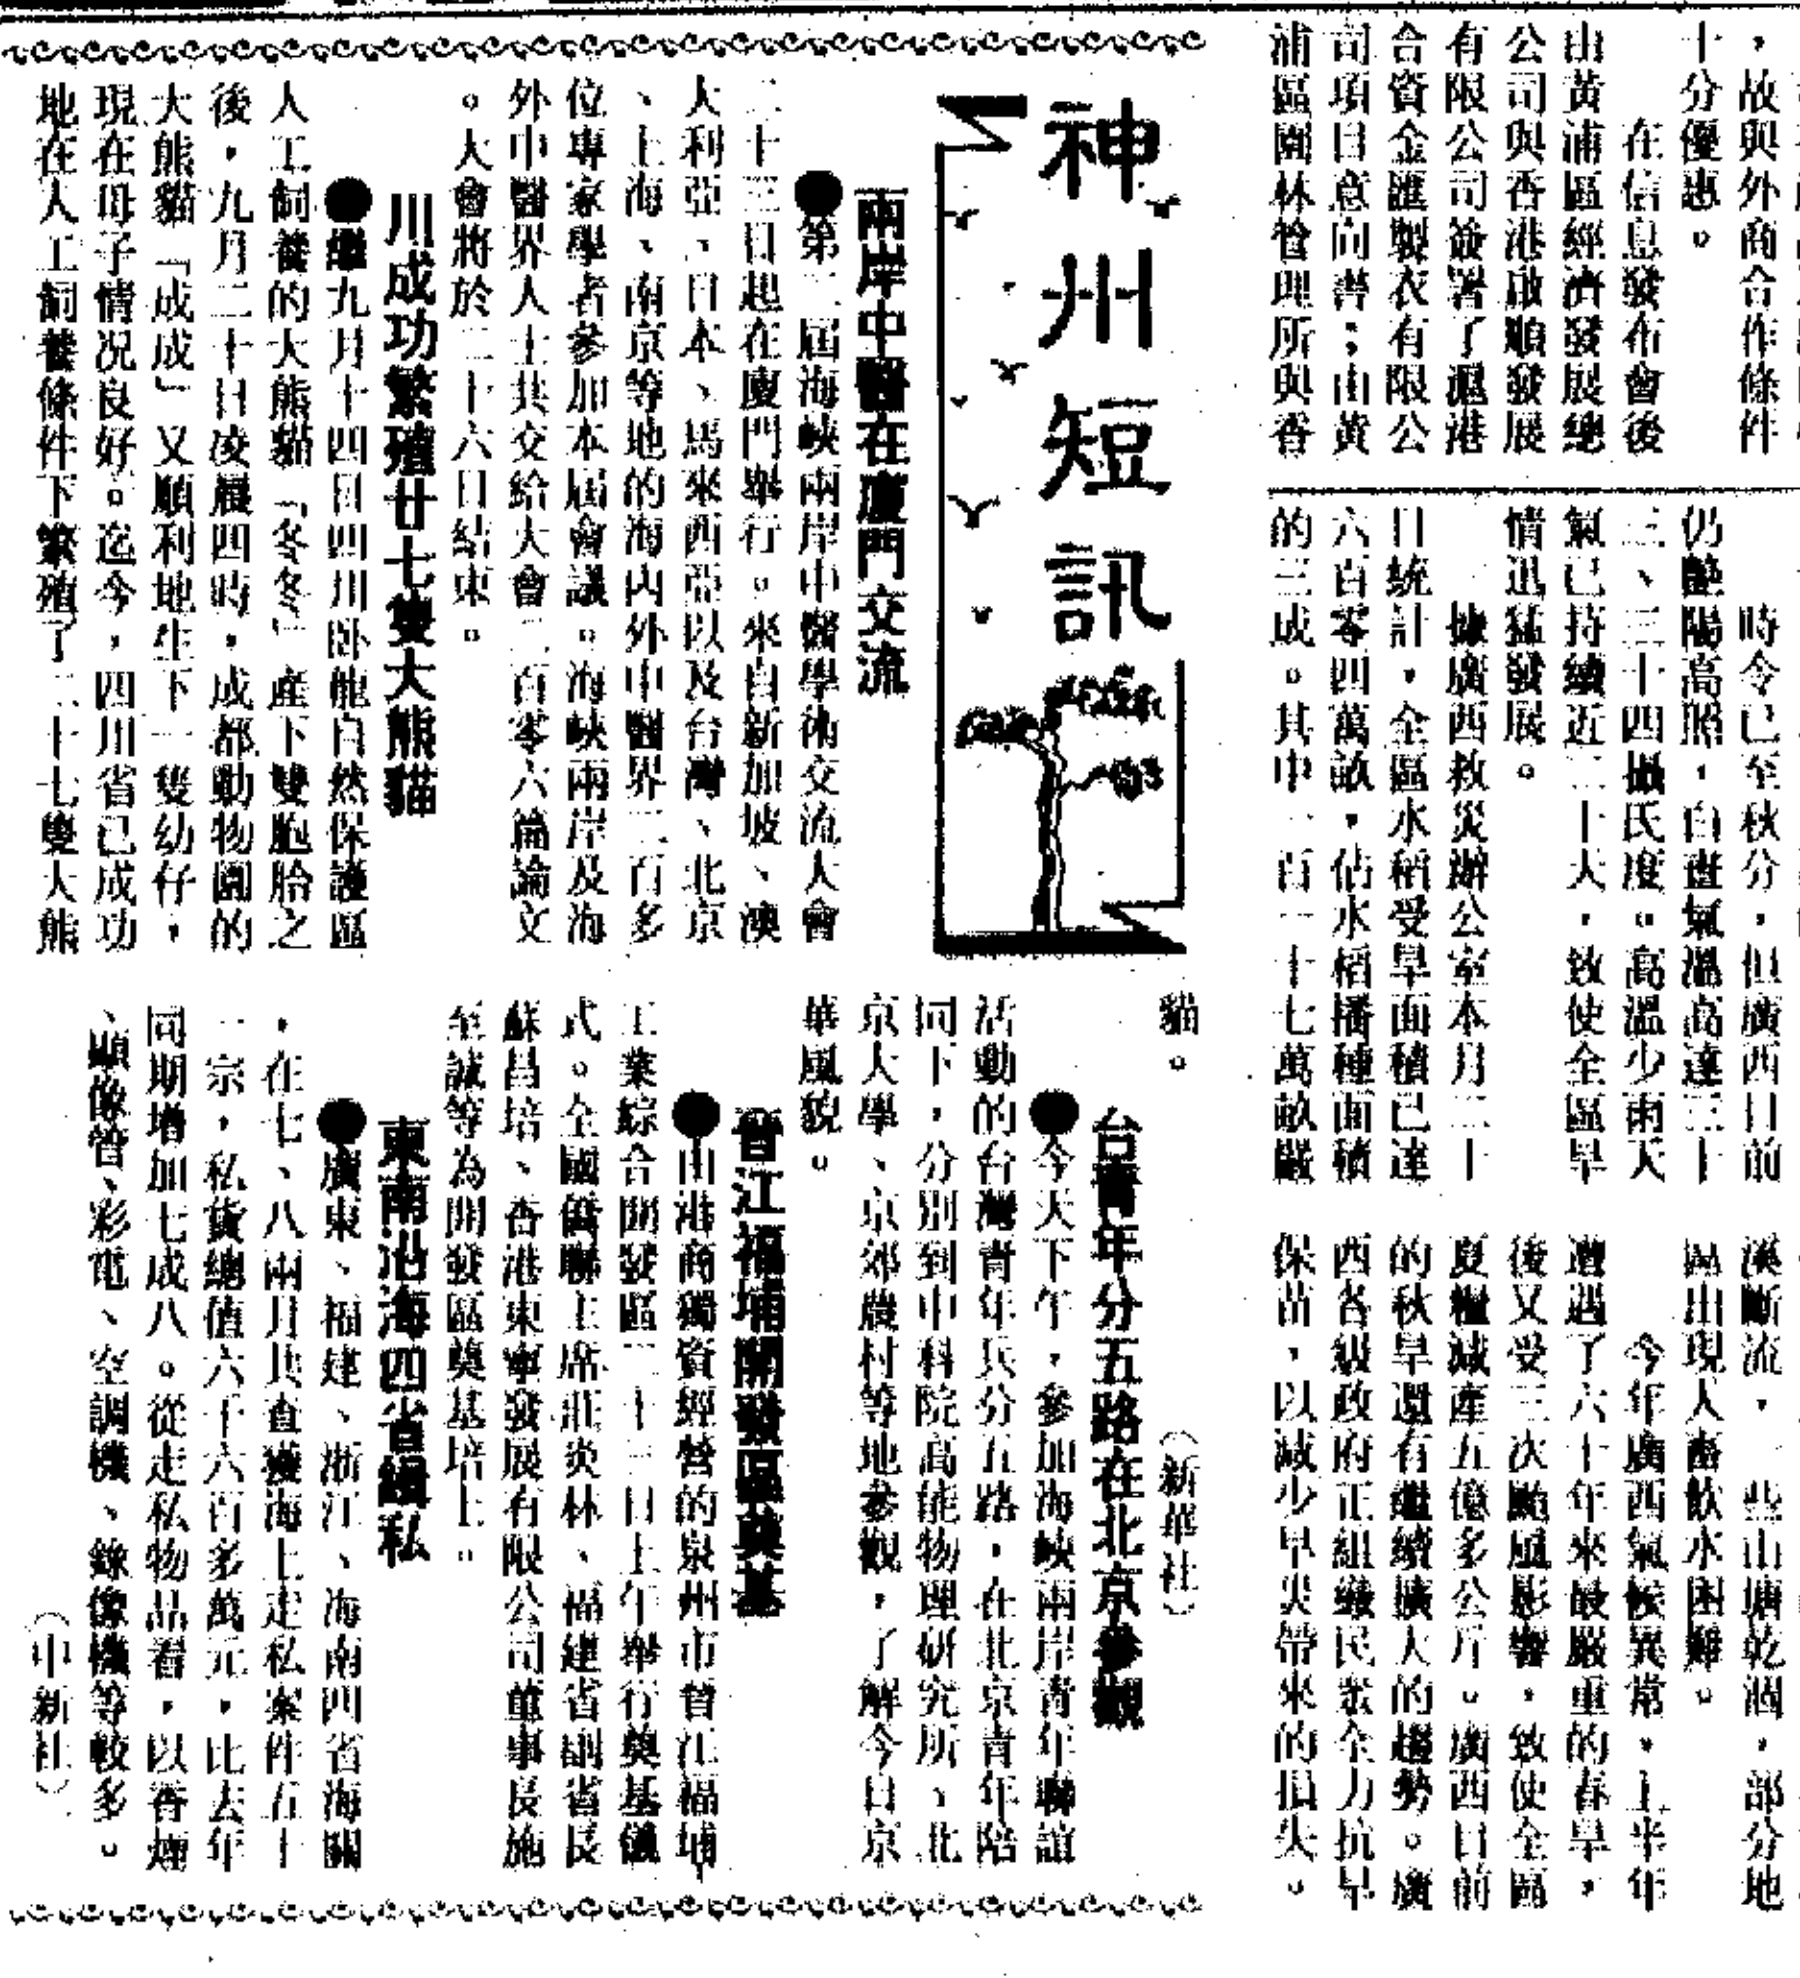 ，故與外商合作條件
十分優惠。
在信息發布會後
由黃浦區經濟發展總
公司與香港啟順發展
有限公司簽署了滬港
合資金匯製衣有限公
司項目意向書；由黃
浦區園林管理所與香
時令已至秋分，但廣西日前
仍艷陽高照，白晝氣溫高達三十
三、三十四攝氏度。高溫少雨天
氣已持續近二十天，致使全區旱
情迅猛發展。
據廣西救災辦公室本月二十
日統計，全區水稻受旱面積已達
六百零四萬畝，佔水稻播種面積
的三成。其中一百一十七萬畝嚴
溪斷流，一些山塘乾涸，部分地
區出現人畜飲水困難。
今年廣西氣候異常，上半年
遭遇了六十年來最嚴重的春旱，
後又受三次颱風影響，致使全區
夏糧減產五億多公斤。廣西目前
的秋旱還有繼續擴大的趨勢。廣
西各級政府正組織民眾全力抗旱
保苗，以減少旱災帶來的損失。
神州短訊
兩岸中醫在廈門交流
●第二屆海峽兩岸中醫學術交流大會
二十三日起在廈門舉行。來自新加坡、澳
大利亞、日本、馬來西亞以及台灣、北京
、上海、南京等地的海內外中醫界二百多
位專家學者參加本屆會議。海峽兩岸及海
外中醫界人士共交給大會二百零六篇論文
。大會將於二十六日結束。
川成功繁殖廿七隻大熊貓
●繼九月十四日四川卧龍自然保護區
人工飼養的大熊貓「冬冬」產下雙胞胎之
後，九月二十日凌晨四時，成都動物園的
大熊貓「成成」又順利地生下一隻幼仔，
現在母子情況良好。迄今，四川省已成功
地在人工飼養條件下繁殖了二十七隻大熊
貓。
（新華社）
台青年分五路在北京參觀
●今天下午，參加海峽兩岸青年聯誼
活動的台灣青年兵分五路，在北京青年陪
同下，分別到中科院高能物理研究所、北
京大學、京郊農村等地參觀，了解今日京
華風貌。
晉江福埔開發區奠基
●由港商獨資經營的泉州市晉江福埔
工業綜合開發區二十三日上午舉行奠基儀
式。全國僑聯主席莊炎林、福建省副省長
蘇昌培、香港東寧發展有限公司董事長施
至誠等為開發區奠基培土。
東南沿海四省緝私
●廣東、福建、浙江、海南四省海關
，在七、八兩月共查獲海上走私案件五十
一宗，私貨總值六千六百多萬元，比去年
同期增加七成八。從走私物品看，以香煙
、顯像管、彩電、空調機、錄像機等較多。
（中新社）